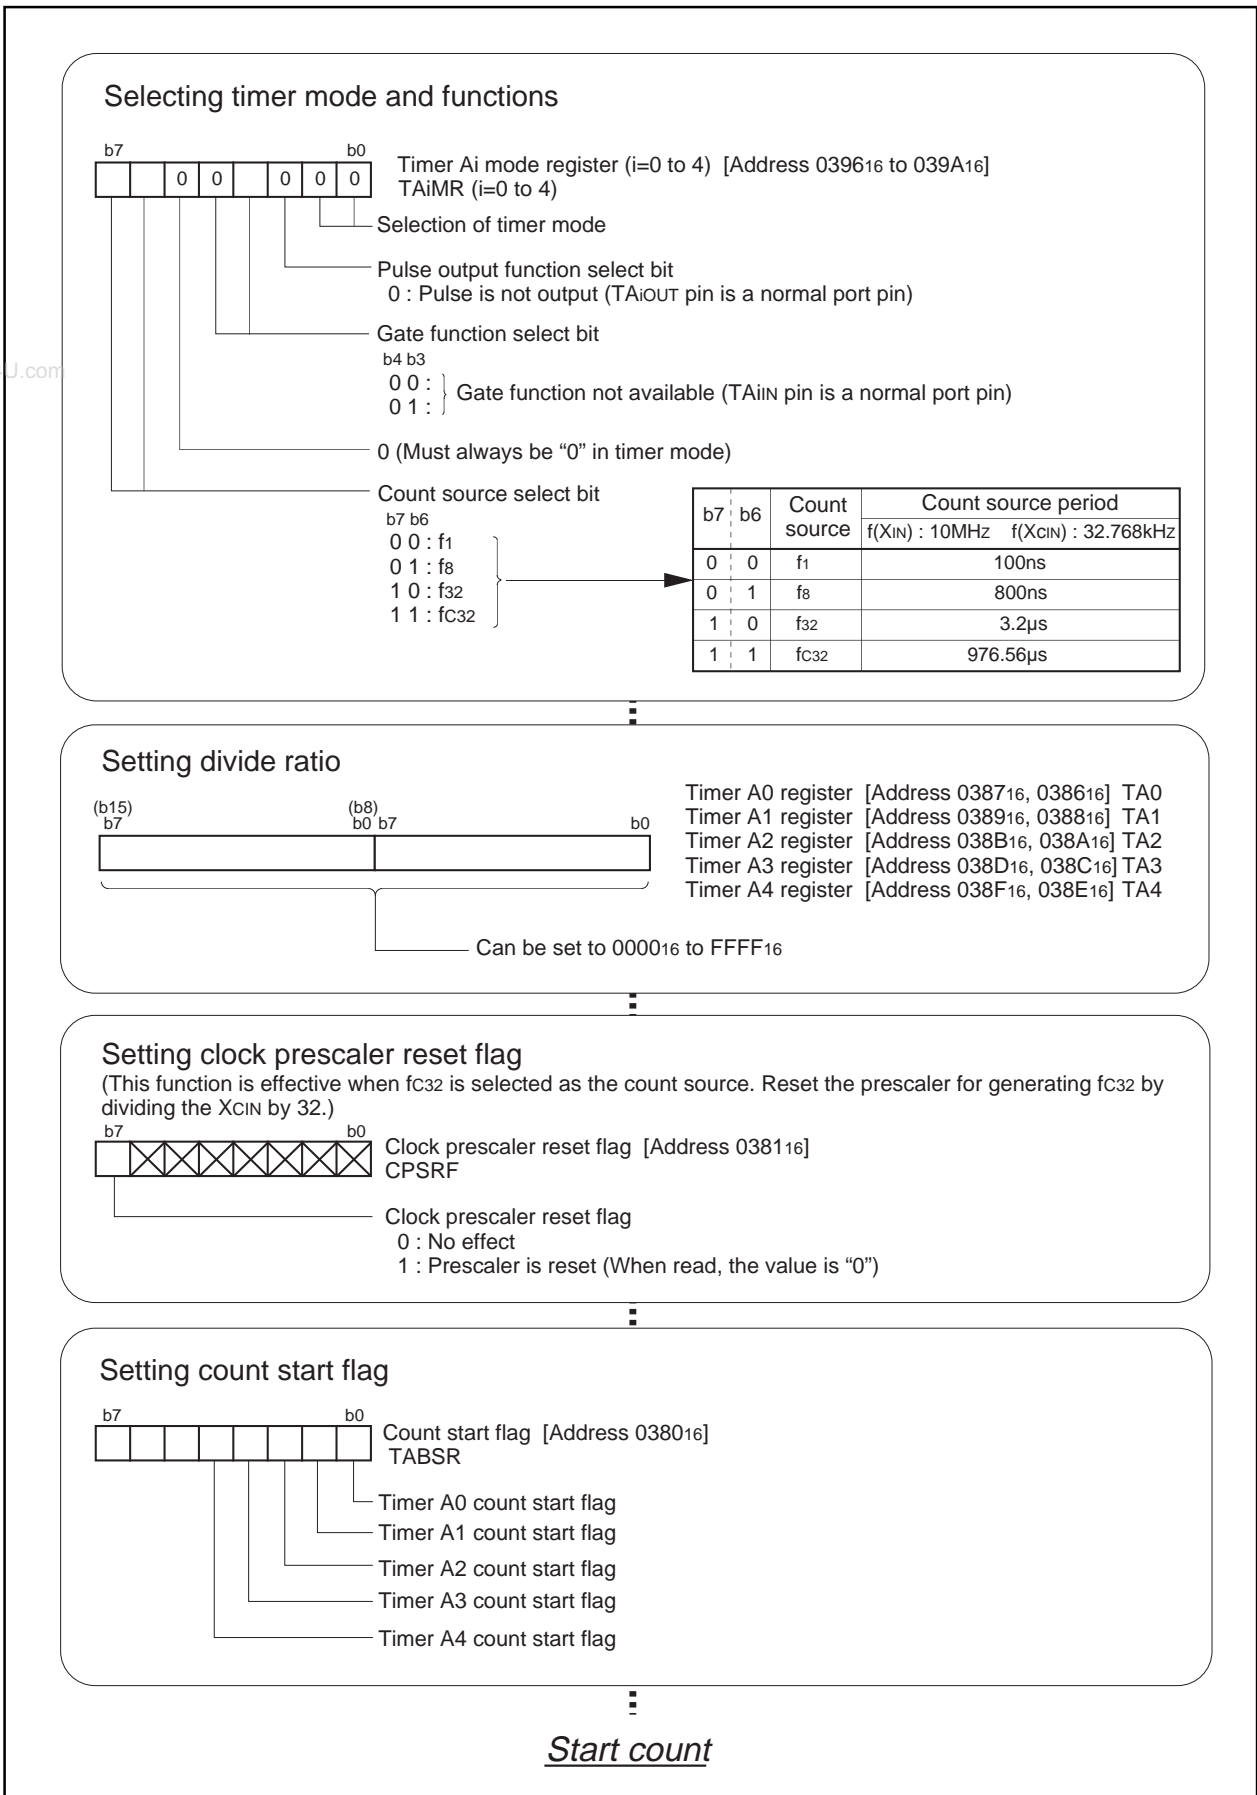 Selecting timer mode and functions
b7 b0
0 0 0 0 0
Timer Ai mode register (i=0 to 4) [Address 039616 to 039A16]
TAiMR (i=0 to 4)
Selection of timer mode
Pulse output function select bit
0 : Pulse is not output (TAiOUT pin is a normal port pin)
Gate function select bit
b4 b3
0 0 :
0 1 :
Gate function not available (TAiIN pin is a normal port pin)
U.com
0 (Must always be “0” in timer mode)
Count source select bit
b7 b6
0 0 : f1
0 1 : f8
1 0 : f32
1 1 : fC32
b7 b6 Count source Count source period
f(XIN) : 10MHz f(XCIN) : 32.768kHz
0 0 f1 100ns
0 1 f8 800ns
1 0 f32 3.2µs
1 1 fC32 976.56µs
Setting divide ratio
(b15) (b8)
b7 b0 b7 b0
Timer A0 register [Address 038716, 038616] TA0
Timer A1 register [Address 038916, 038816] TA1
Timer A2 register [Address 038B16, 038A16] TA2
Timer A3 register [Address 038D16, 038C16] TA3
Timer A4 register [Address 038F16, 038E16] TA4
Can be set to 000016 to FFFF16
Setting clock prescaler reset flag
(This function is effective when fC32 is selected as the count source. Reset the prescaler for generating fC32 by
dividing the XCIN by 32.)
b7 b0
Clock prescaler reset flag [Address 038116]
CPSRF
Clock prescaler reset flag
0 : No effect
1 : Prescaler is reset (When read, the value is “0”)
Setting count start flag
b7 b0
Count start flag [Address 038016]
TABSR
Timer A0 count start flag
Timer A1 count start flag
Timer A2 count start flag
Timer A3 count start flag
Timer A4 count start flag
Start count